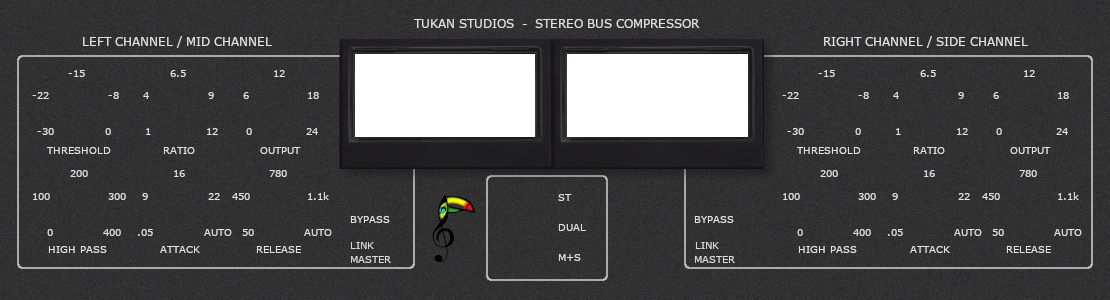 TUKAN STUDIOS - STEREO BUS COMPRESSOR
LEFT CHANNEL / MID CHANNEL
-15 6.5 12
-22 -8 4 9 6 18
-30 0 1 12 0 24
THRESHOLD RATIO OUTPUT
200 16 780
100 300 9 22 450 1.1k
0 400 .05 AUTO 50 AUTO
HIGH PASS ATTACK RELEASE
BYPASS
LINK
MASTER
ST
DUAL
M+S
RIGHT CHANNEL / SIDE CHANNEL
-15 6.5 12
-22 -8 4 9 6 18
-30 0 1 12 0 24
THRESHOLD RATIO OUTPUT
200 16 780
100 300 9 22 450 1.1k
0 400 .05 AUTO 50 AUTO
BYPASS
LINK
MASTER
HIGH PASS ATTACK RELEASE